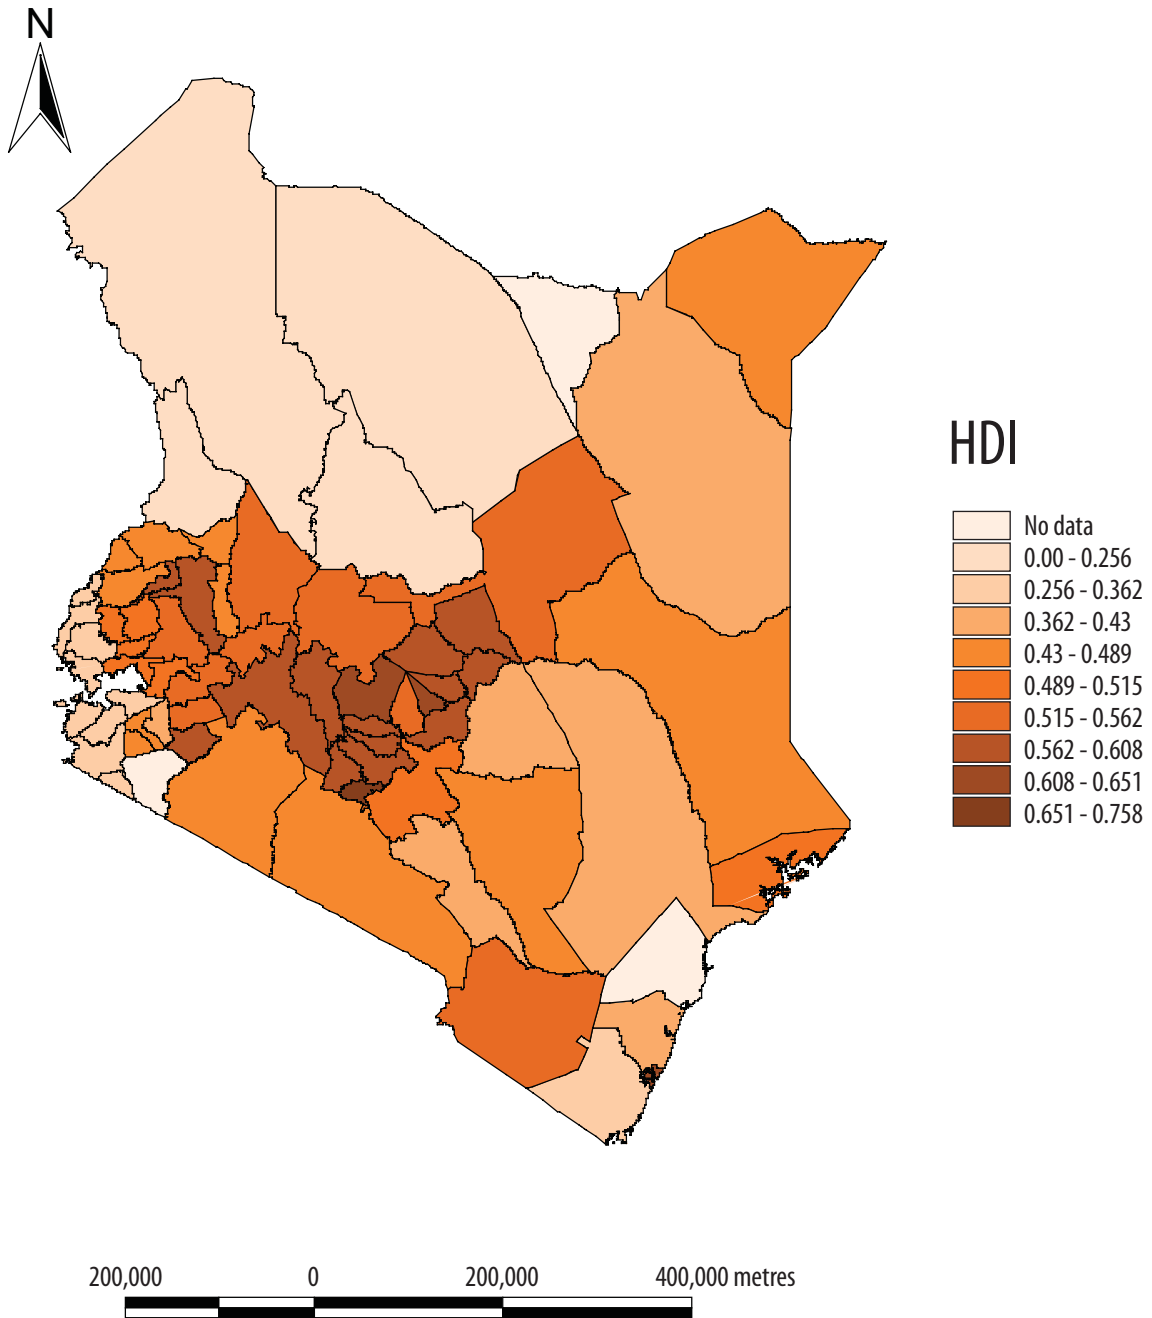 N
HDI
No data
0.00 - 0.256
0.256 - 0.362
0.362 - 0.43
0.43 - 0.489
0.489 - 0.515
0.515 - 0.562
0.562 - 0.608
0.608 - 0.651
0.651 - 0.758
200,000 0 200,000 400,000 metres